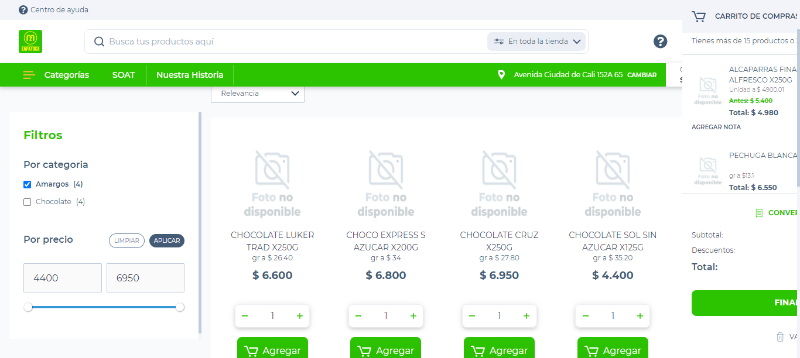 Centro de ayuda
Busca tus productos aquí
En toda la tienda
CARRITO DE COMPRAS
Tienes más de 15 productos o
Categorías
SOAT
Nuestra Historia
Avenida Ciudad de Cali 152A 65
CAMBIAR
Relevancia
Filtros
Por categoría
Amargos (4)
Chocolate (4)
Por precio
LIMPIAR
APLICAR
4400
6950
Foto no
disponible
CHOCOLATE LUKER
TRAD X250G
gr a $ 26.40
$ 6.600
1
Agregar
Foto no
disponible
CHOCO EXPRESS S
AZUCAR X200G
gr a $ 34
$ 6.800
1
Agregar
Foto no
disponible
CHOCOLATE CRUZ
X250G
gr a $ 27.80
$ 6.950
1
Agregar
Foto no
disponible
CHOCOLATE SOL SIN
AZUCAR X125G
gr a $ 35.20
$ 4.400
1
Agregar
Foto no
disponible
ALCAPARRAS FINA
ALFRESCO X250G
Unidad a $ 4900.01
Antes: $ 5.400
Total: $ 4.980
AGREGAR NOTA
Foto no
disponible
PECHUGA BLANCA
gr a $13.1
Total: $ 6.550
CONVER
Subtotal:
Descuentos:
Total:
FINAL
VA